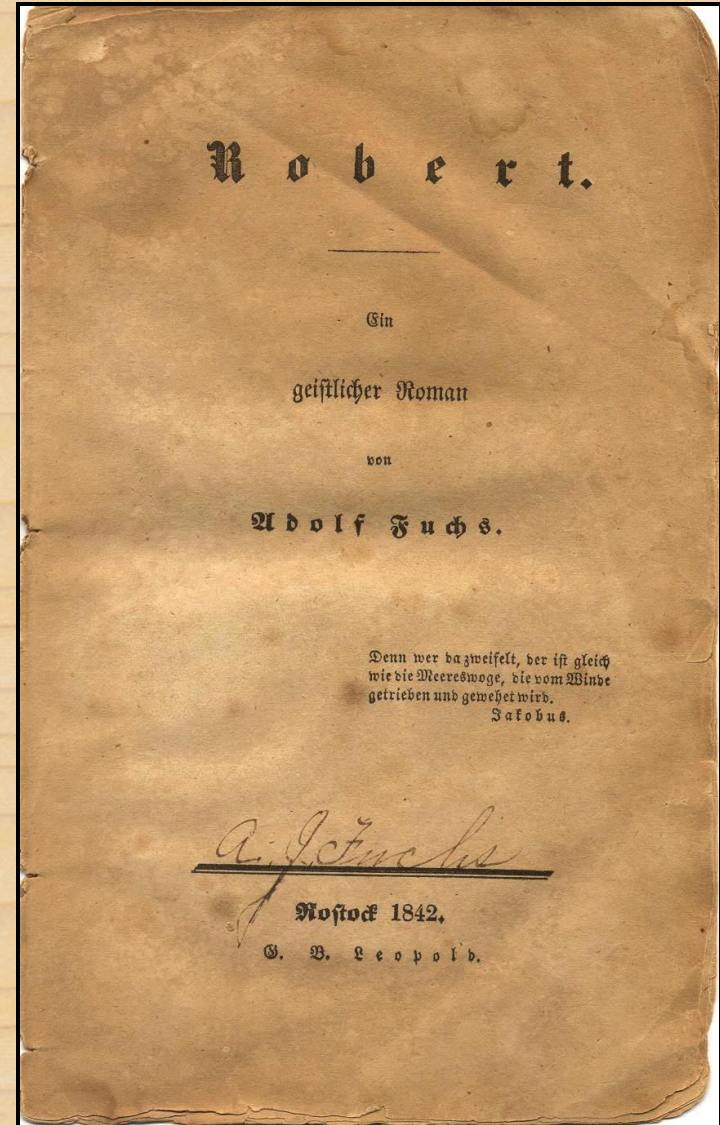 Robert.
Ein
geistlicher Roman
von
Adolf Fuchs.
Denn wer da zweifelt, der ist gleich
wie die Meereswoge, die vom Winde
getrieben und gewehet wird.
Jakobus.
A. J. Fuchs
Rostock 1842.
G. B. Leopold.